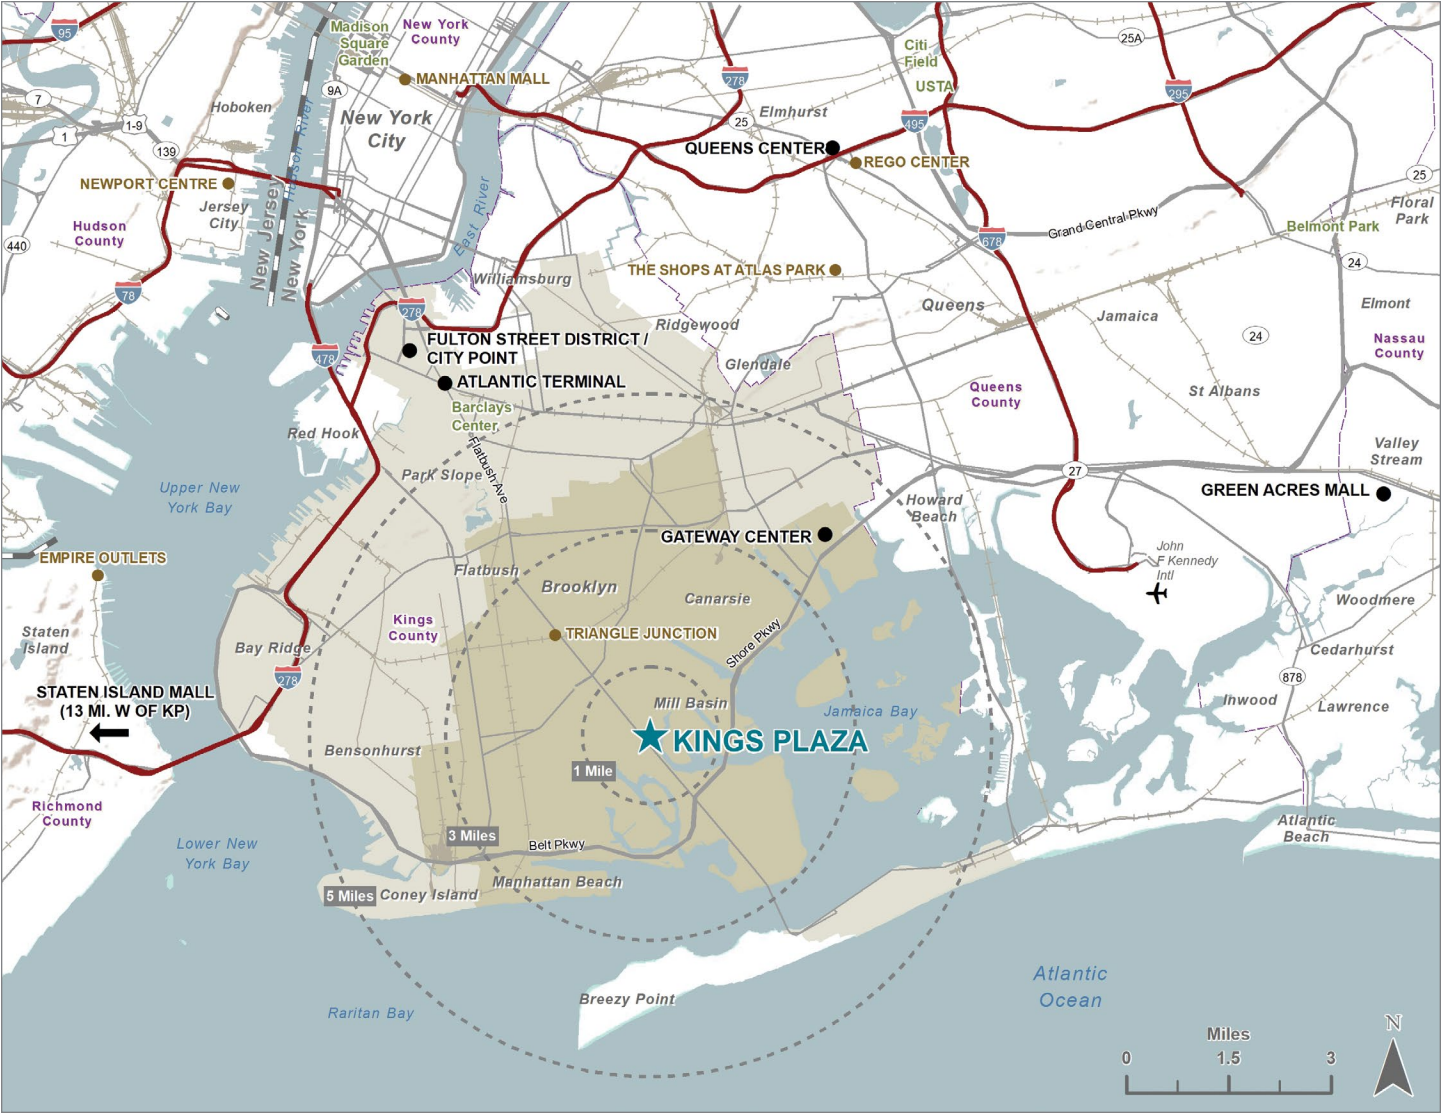 95
Madison
Square
Garden
New York
County
MANHATTAN MALL
278
Citi
Field
USTA
25A
295
7
1
1-9
139
Hoboken
9A
New York
City
Hudson River
25
Elmhurst
495
QUEENS CENTER
REGO CENTER
NEWPORT CENTRE
Jersey
City
Hudson
County
440
New Jersey
New York
East River
25
Floral
Park
Grand Central Pkwy
Belmont Park
678
24
78
Williamsburg
THE SHOPS AT ATLAS PARK
Queens
Jamaica
Elmont
278
Ridgewood
24
Nassau
County
478
FULTON STREET DISTRICT /
CITY POINT
Glendale
ATLANTIC TERMINAL
Barclays
Center
Queens
County
St Albans
Red Hook
Flatbush Ave
Park Slope
27
Valley
Stream
Upper New
York Bay
Howard
Beach
GREEN ACRES MALL
GATEWAY CENTER
EMPIRE OUTLETS
John
F Kennedy
Intl
Flatbush
Brooklyn
Canarsie
Woodmere
Kings
County
TRIANGLE JUNCTION
Staten
Island
Bay Ridge
Shore Pkwy
Cedarhurst
278
878
STATEN ISLAND MALL
(13 MI. W OF KP)
Mill Basin
Jamaica Bay
Inwood
Lawrence
KINGS PLAZA
Bensonhurst
1 Mile
Richmond
County
3 Miles
Belt Pkwy
Atlantic
Beach
Lower New
York Bay
5 Miles
Coney Island
Manhattan Beach
Breezy Point
Atlantic
Ocean
Raritan Bay
N
Miles
0 1.5 3